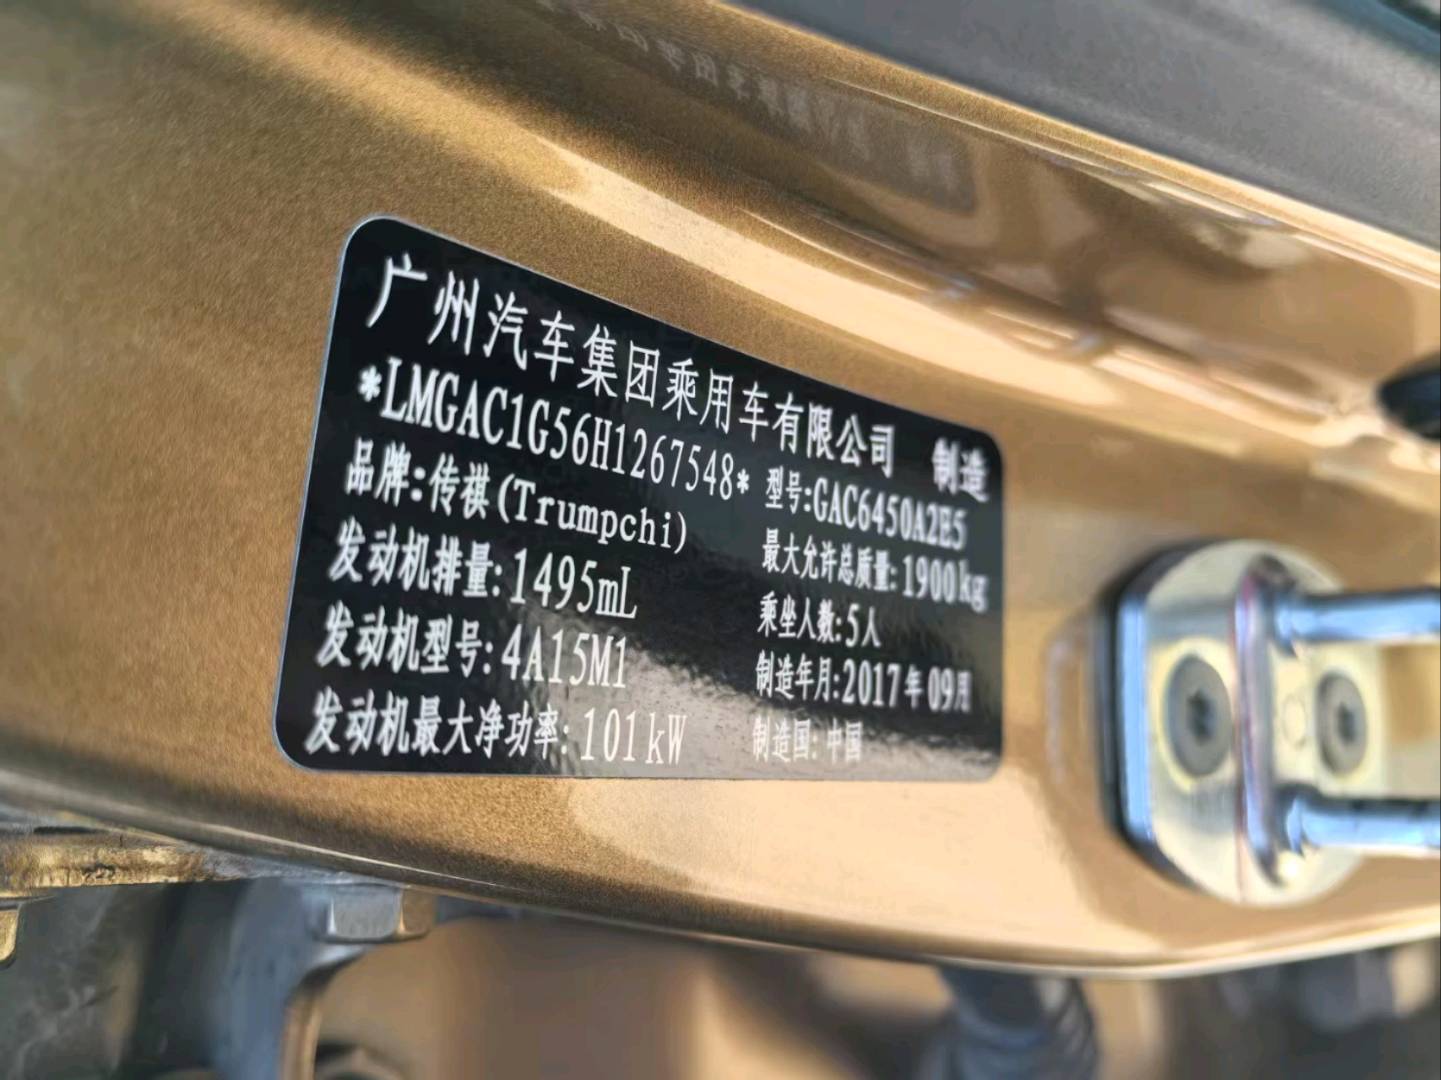 广州汽车集团乘用车有限公司 制造
*LMGAC1G56H1267548*
型号:GAC6450A2E5
品牌:传祺(Trumpchi)
最大允许总质量:1900kg
发动机排量:1495mL
乘坐人数:5人
发动机型号:4A15M1
制造年月:2017年09月
发动机最大净功率:101kW
制造国:中国